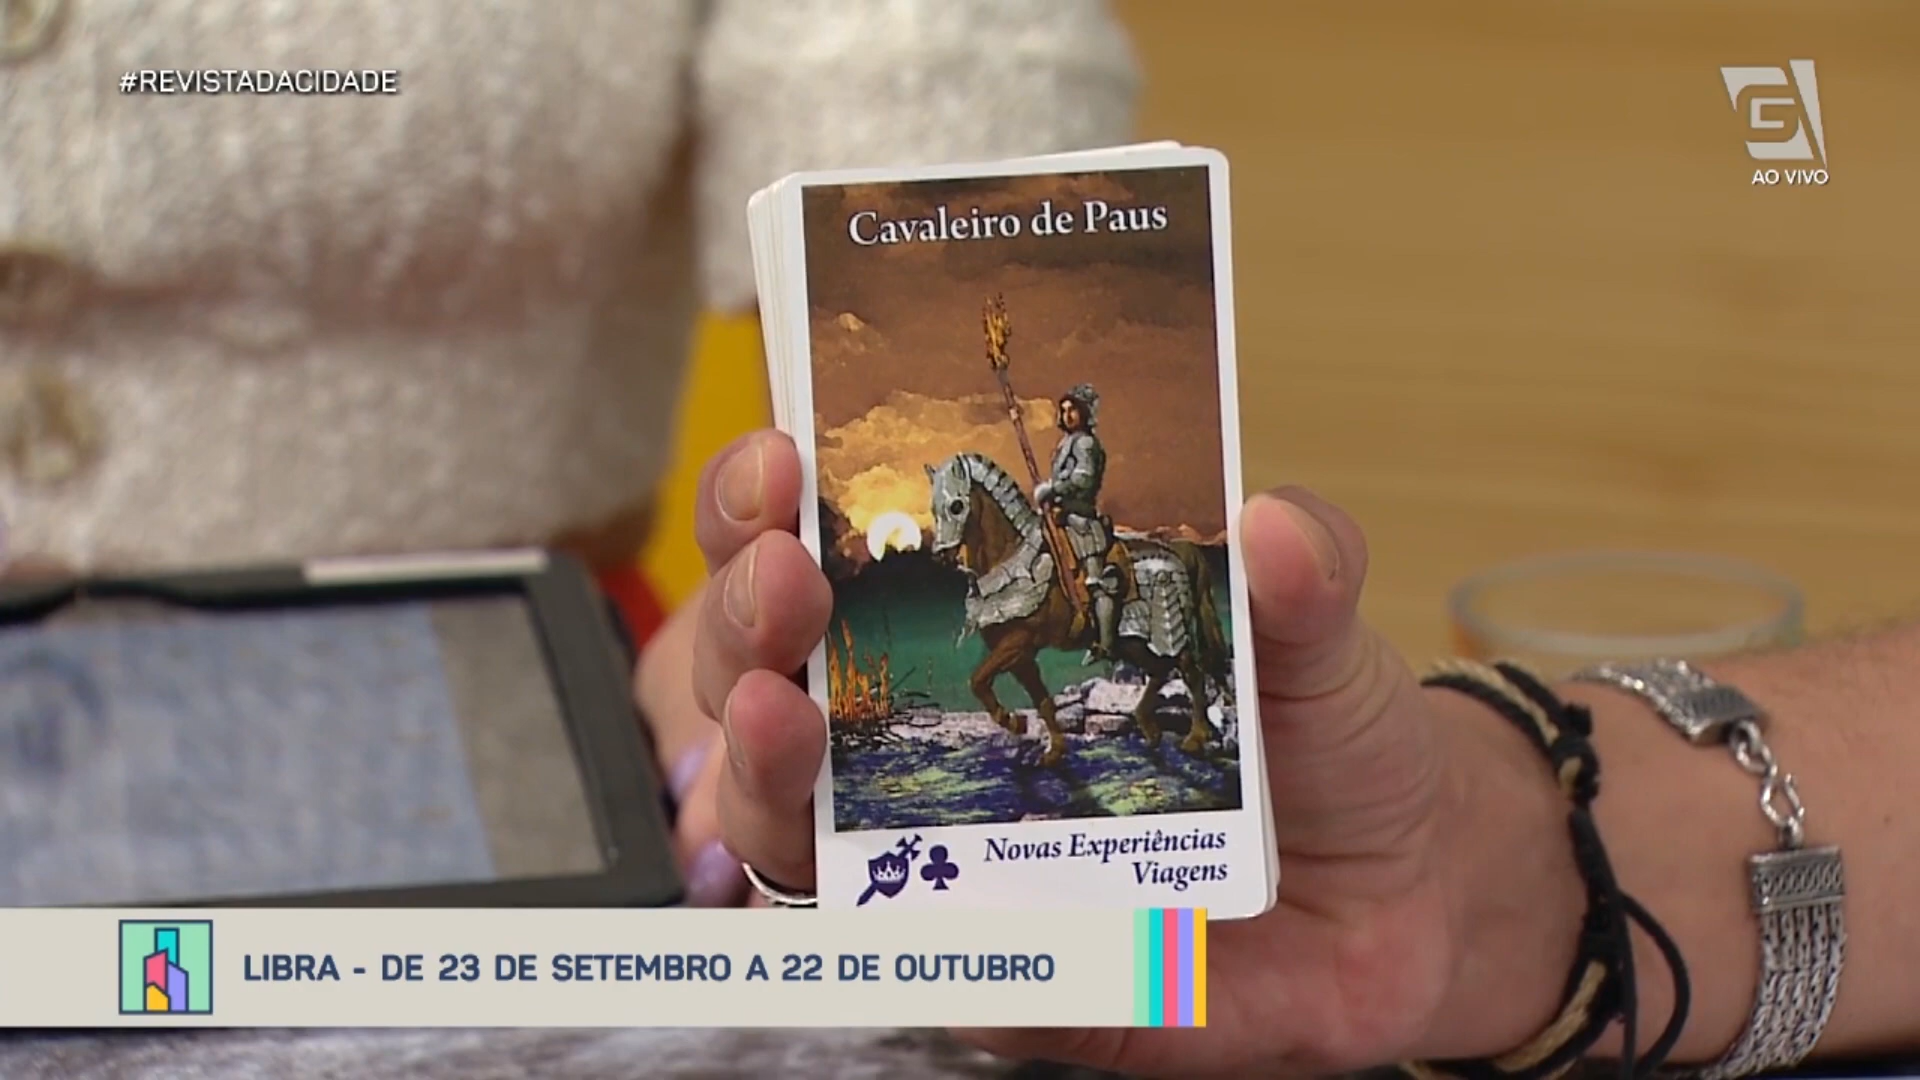 #REVISTADACIDADE
AO VIVO
Cavaleiro de Paus
Novas Experiências
Viagens
LIBRA - DE 23 DE SETEMBRO A 22 DE OUTUBRO